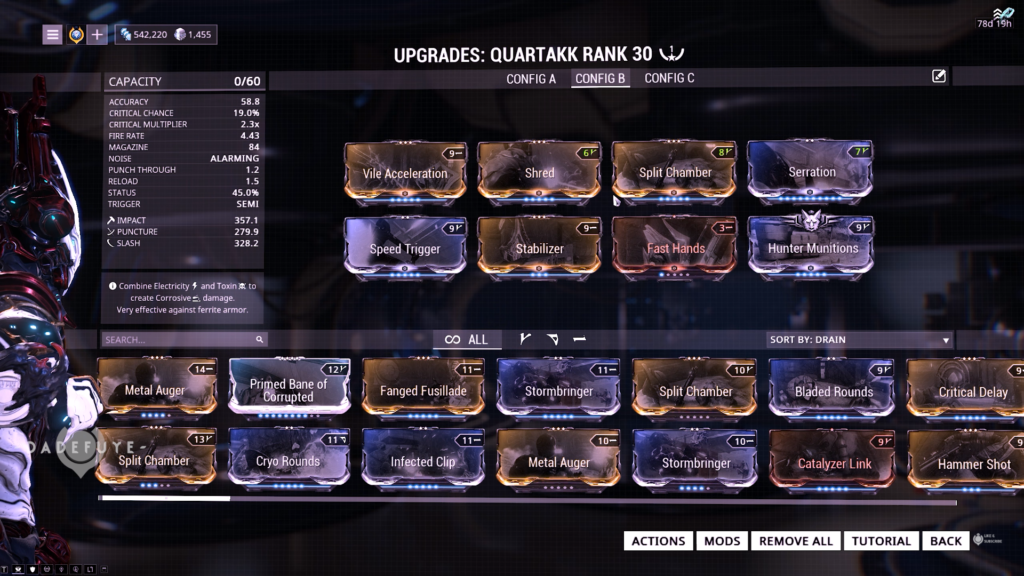 542,220 1,455
78d 19h
UPGRADES: QUARTAKK RANK 30
CONFIG A CONFIG B CONFIG C
CAPACITY 0/60
ACCURACY 58.8
CRITICAL CHANCE 19.0%
CRITICAL MULTIPLIER 2.3x
FIRE RATE 4.43
MAGAZINE 84
NOISE ALARMING
PUNCH THROUGH 1.2
RELOAD 1.5
STATUS 45.0%
TRIGGER SEMI
IMPACT 357.1
PUNCTURE 279.9
SLASH 328.2
Combine Electricity and Toxin to
create Corrosive damage.
Very effective against ferrite armor.
9 6 8 7
Vile Acceleration Shred Split Chamber Serration
9 9 3 9
Speed Trigger Stabilizer Fast Hands Hunter Munitions
SEARCH... ALL SORT BY: DRAIN
14 12 11 11 10 9 9
Metal Auger Primed Bane of Corrupted Fanged Fusillade Stormbringer Split Chamber Bladed Rounds Critical Delay
13 11 11 10 10 9 9
Split Chamber Cryo Rounds Infected Clip Metal Auger Stormbringer Catalyzer Link Hammer Shot
DADEFUYE
ACTIONS MODS REMOVE ALL TUTORIAL BACK